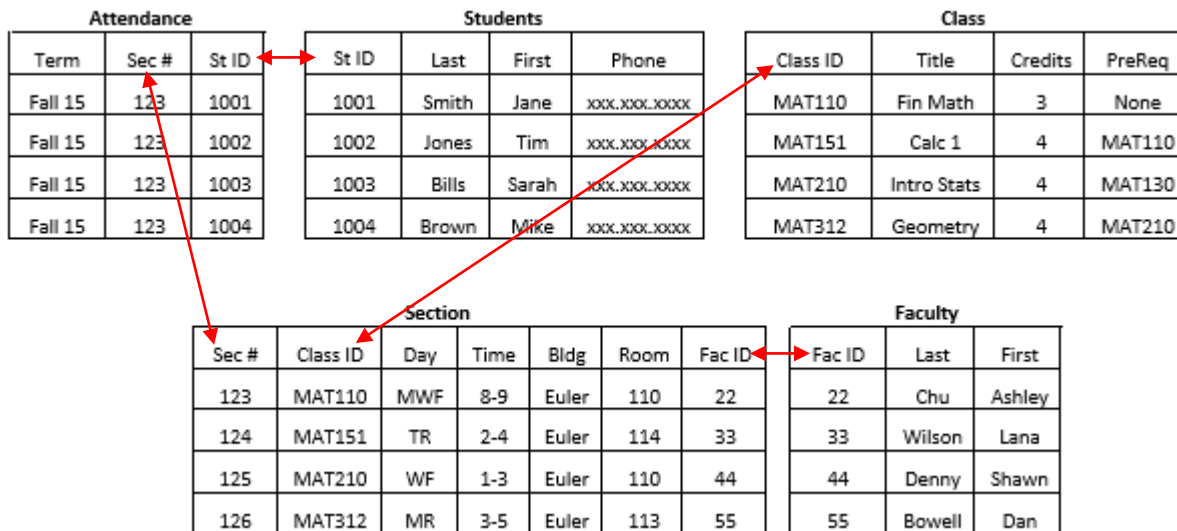 Attendance Students Class
Term Sec # St ID St ID Last First Phone Class ID Title Credits PreReq
Fall 15 123 1001 1001 Smith Jane xxx.xxx.xxxx MAT110 Fin Math 3 None
Fall 15 123 1002 1002 Jones Tim xxx.xxx.xxxx MAT151 Calc 1 4 MAT110
Fall 15 123 1003 1003 Bills Sarah xxx.xxx.xxxx MAT210 Intro Stats 4 MAT130
Fall 15 123 1004 1004 Brown Mike xxx.xxx.xxxx MAT312 Geometry 4 MAT210
Section Faculty
Sec # Class ID Day Time Bldg Room Fac ID Fac ID Last First
123 MAT110 MWF 8-9 Euler 110 22 22 Chu Ashley
124 MAT151 TR 2-4 Euler 114 33 33 Wilson Lana
125 MAT210 WF 1-3 Euler 110 44 44 Denny Shawn
126 MAT312 MR 3-5 Euler 113 55 55 Bowell Dan